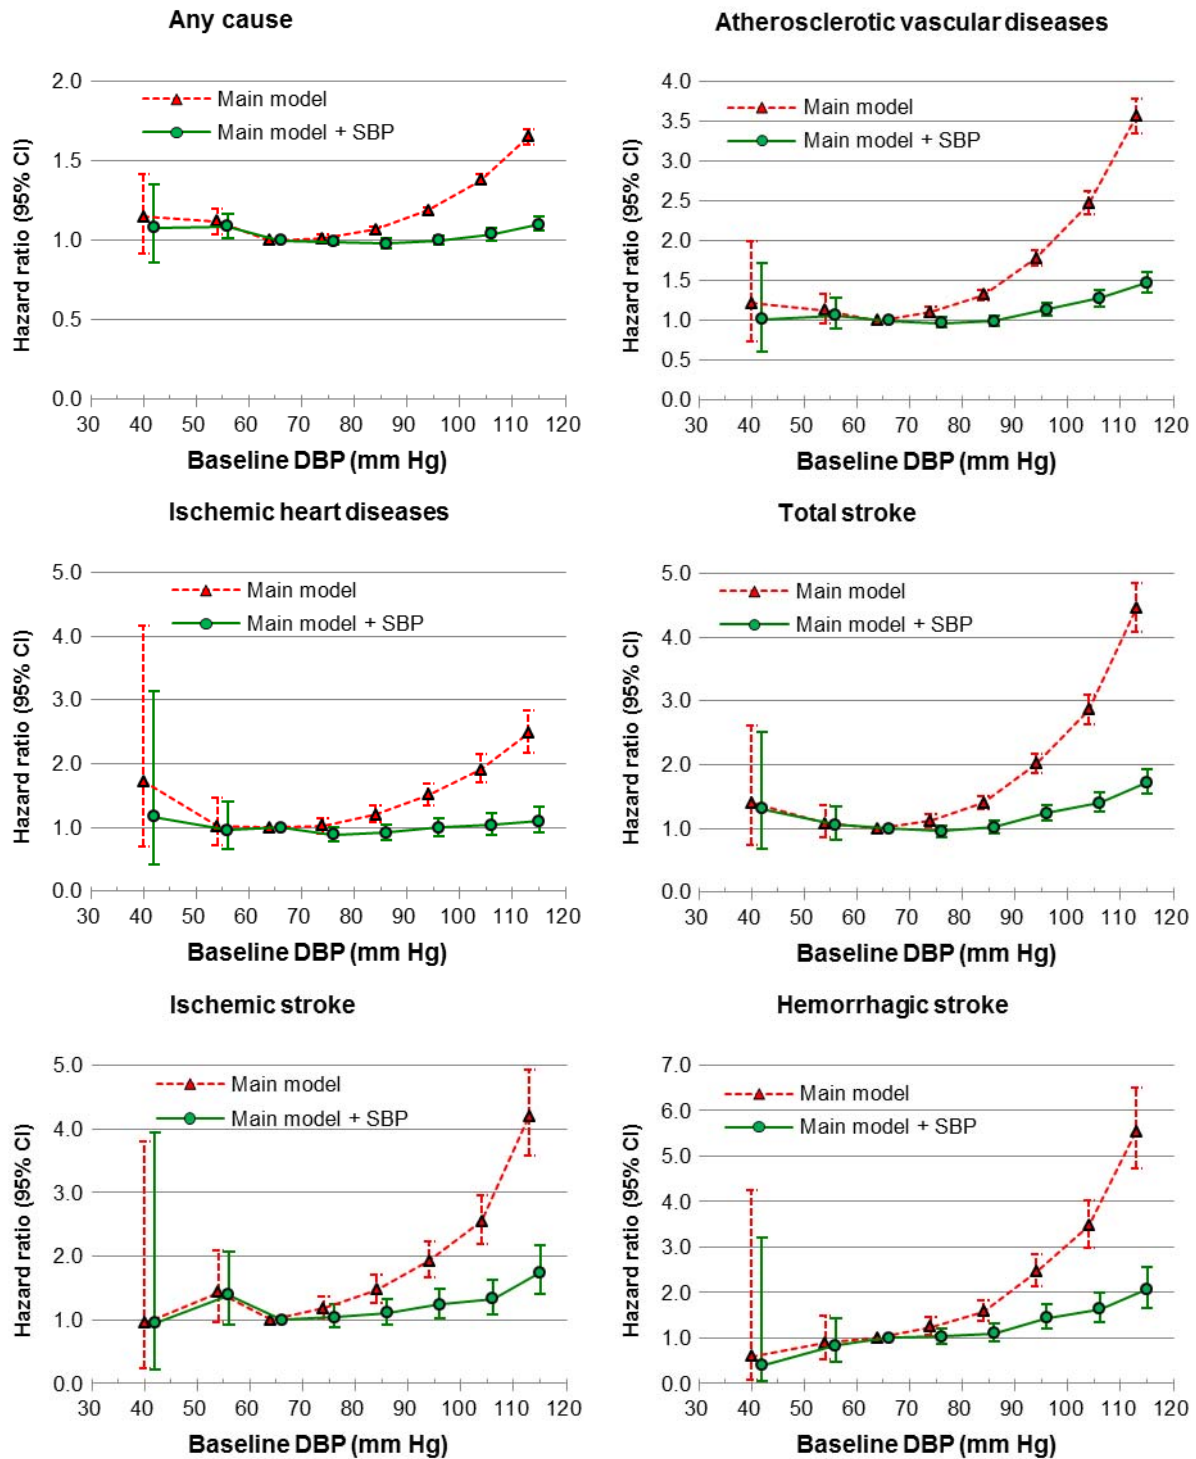 Any cause
Hazard ratio (95% CI)
2.0
1.5
1.0
0.5
0.0
Main model
Main model + SBP
30 40 50 60 70 80 90 100 110 120
Baseline DBP (mm Hg)
Atherosclerotic vascular diseases
Hazard ratio (95% CI)
4.0
3.5
3.0
2.5
2.0
1.5
1.0
0.5
0.0
Main model
Main model + SBP
30 40 50 60 70 80 90 100 110 120
Baseline DBP (mm Hg)
Ischemic heart diseases
Hazard ratio (95% CI)
5.0
4.0
3.0
2.0
1.0
0.0
Main model
Main model + SBP
30 40 50 60 70 80 90 100 110 120
Baseline DBP (mm Hg)
Total stroke
Hazard ratio (95% CI)
5.0
4.0
3.0
2.0
1.0
0.0
Main model
Main model + SBP
30 40 50 60 70 80 90 100 110 120
Baseline DBP (mm Hg)
Ischemic stroke
Hazard ratio (95% CI)
5.0
4.0
3.0
2.0
1.0
0.0
Main model
Main model + SBP
30 40 50 60 70 80 90 100 110 120
Baseline DBP (mm Hg)
Hemorrhagic stroke
Hazard ratio (95% CI)
7.0
6.0
5.0
4.0
3.0
2.0
1.0
0.0
Main model
Main model + SBP
30 40 50 60 70 80 90 100 110 120
Baseline DBP (mm Hg)